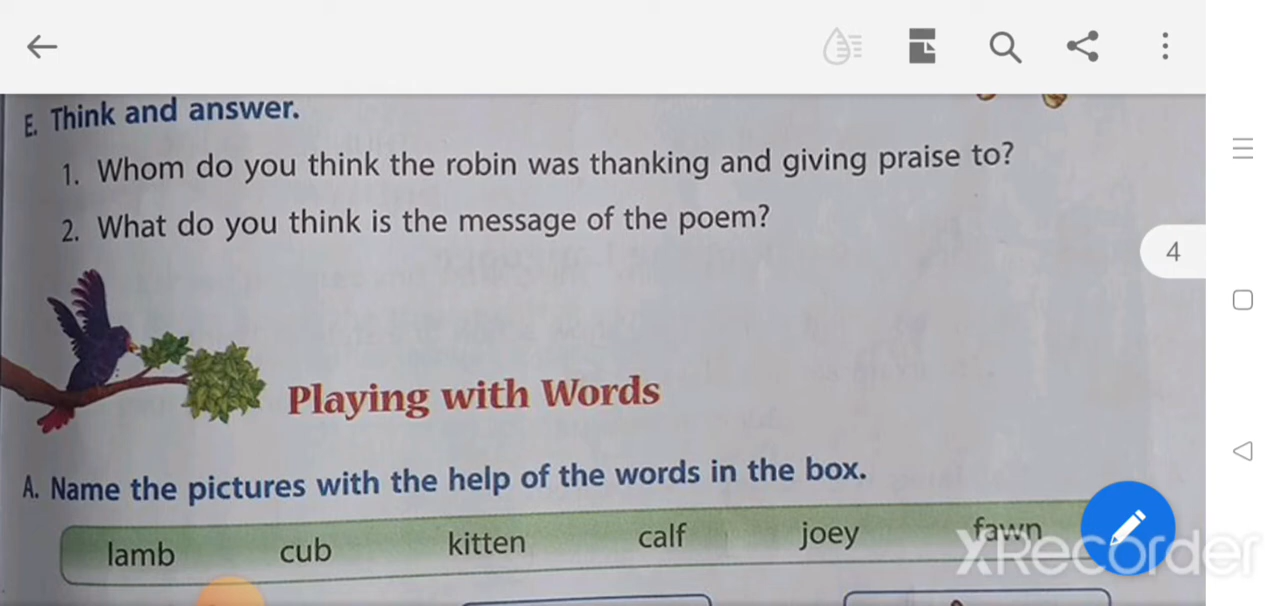 E. Think and answer.
1. Whom do you think the robin was thanking and giving praise to?
2. What do you think is the message of the poem?
4
Playing with Words
A. Name the pictures with the help of the words in the box.
lamb cub kitten calf joey fawn
XRecorder